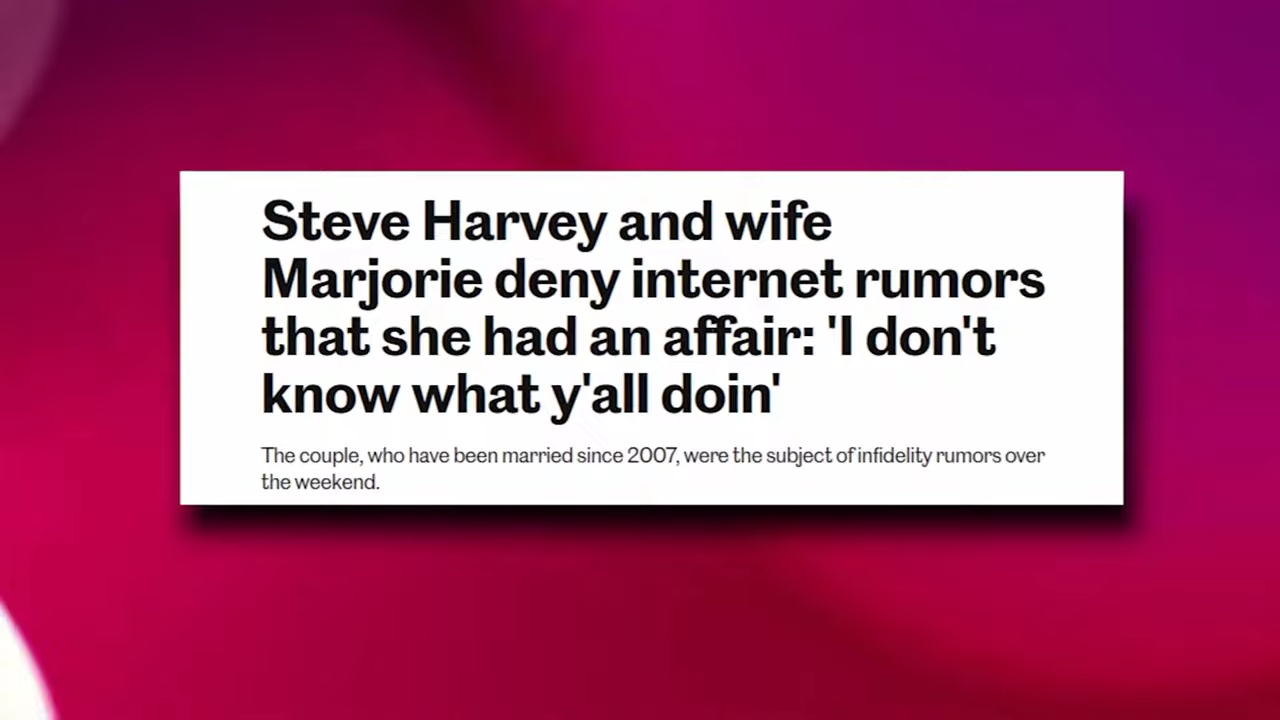 Steve Harvey and wife
Marjorie deny internet rumors
that she had an affair: 'I don't
know what y'all doin'
The couple, who have been married since 2007, were the subject of infidelity rumors over
the weekend.